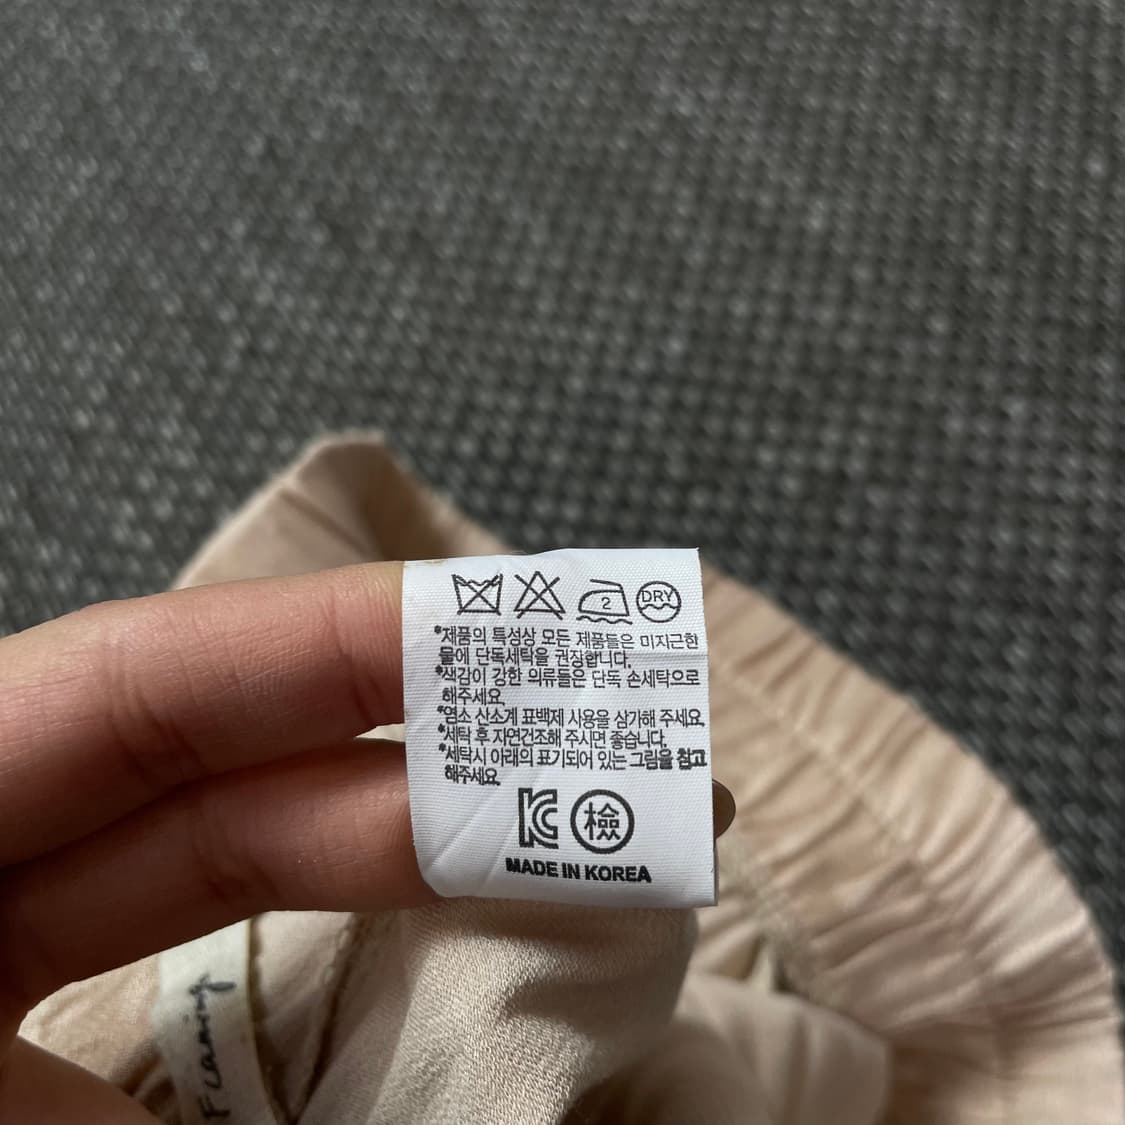 2
DRY
*제품의 특성상 모든 제품들은 미지근한
물에 단독세탁을 권장합니다.
*색감이 강한 의류들은 단독 손세탁으로
해주세요.
*염소 산소계 표백제 사용을 삼가해 주세요.
*세탁 후 자연건조해 주시면 좋습니다.
*세탁시 아래의 표기되어 있는 그림을 참고
해주세요.
KC 檢
MADE IN KOREA